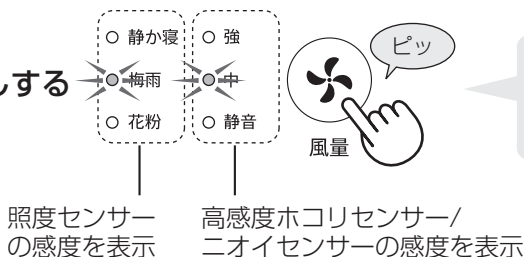 静か寝 強
ピッ
しする 梅雨 中
花粉 静音
風量
照度センサー
の感度を表示
高感度ホコリセンサー/
ニオイセンサーの感度を表示